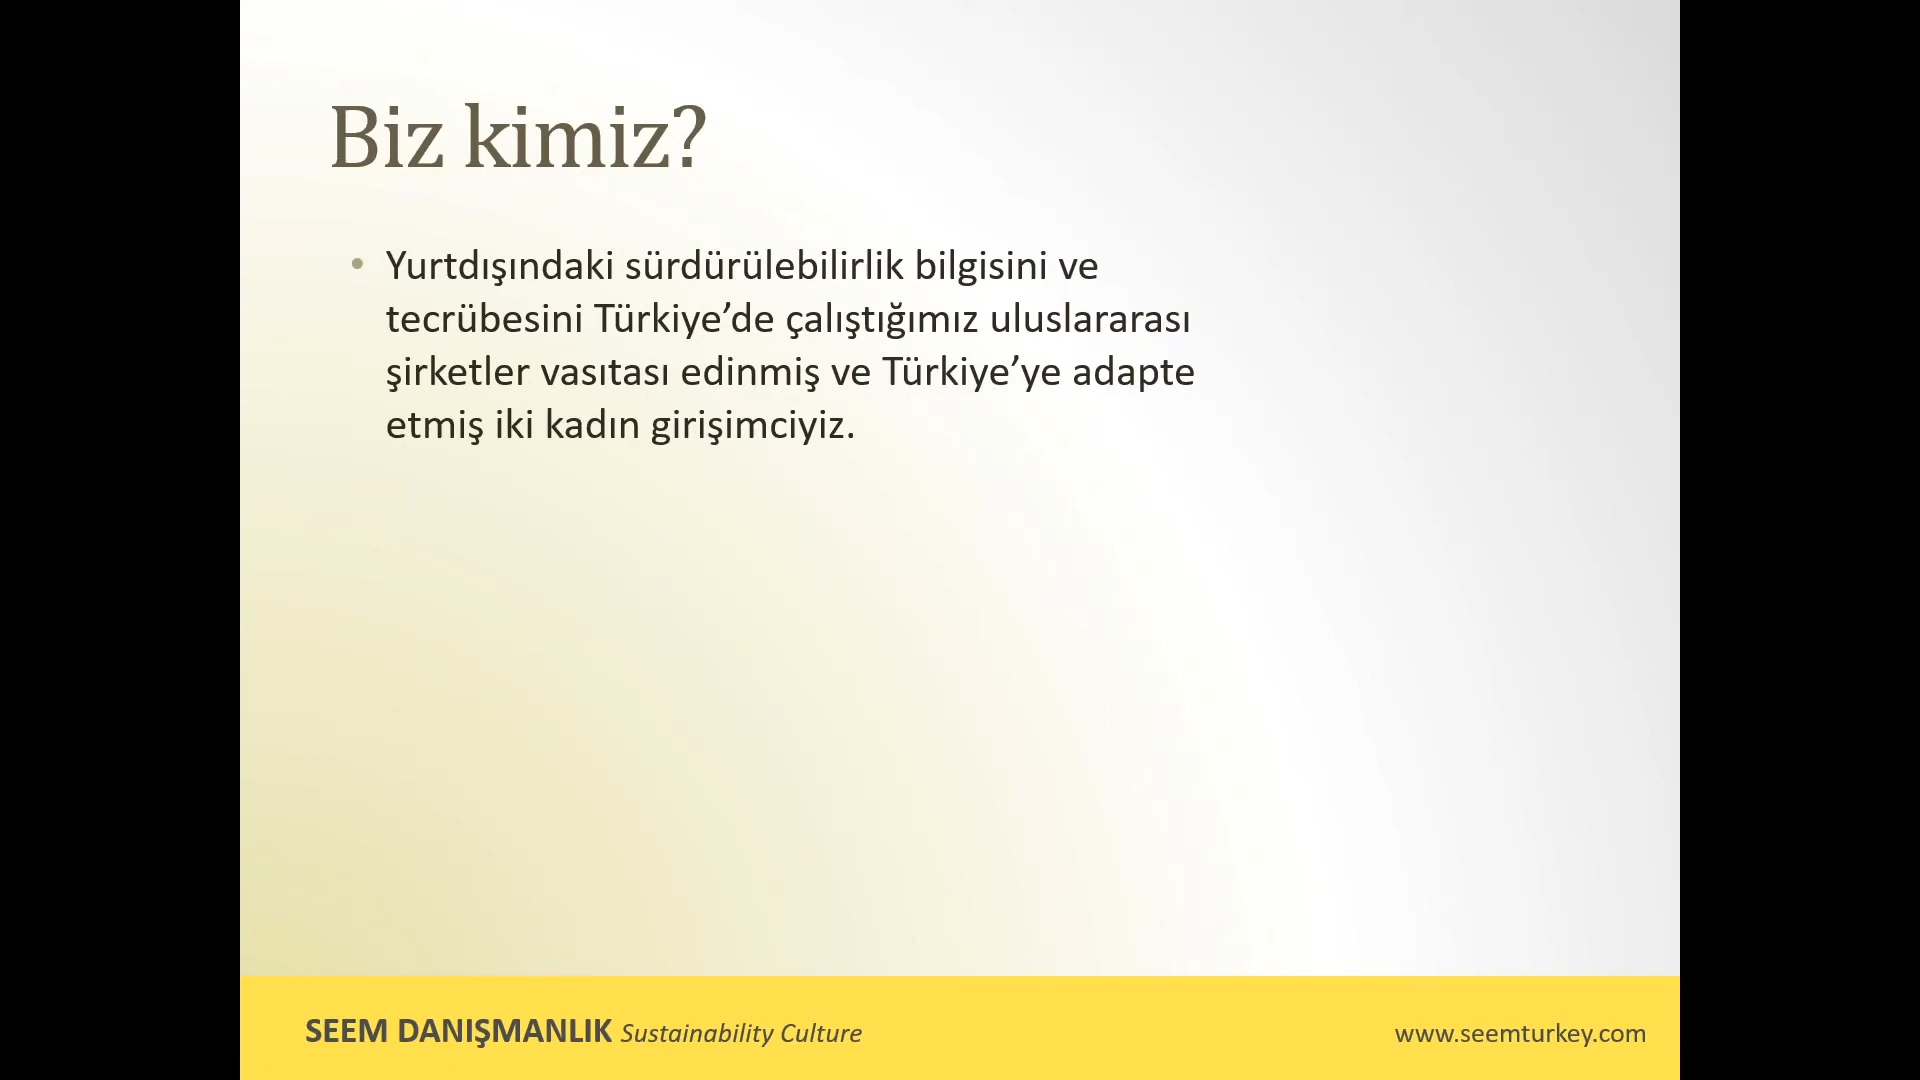 Biz kimiz?
• Yurtdışındaki sürdürülebilirlik bilgisini ve
tecrübesini Türkiye’de çalıştığımız uluslararası
şirketler vasıtası edinmiş ve Türkiye’ye adapte
etmiş iki kadın girişimciyiz.
SEEM DANIŞMANLIK Sustainability Culture
www.seemturkey.com